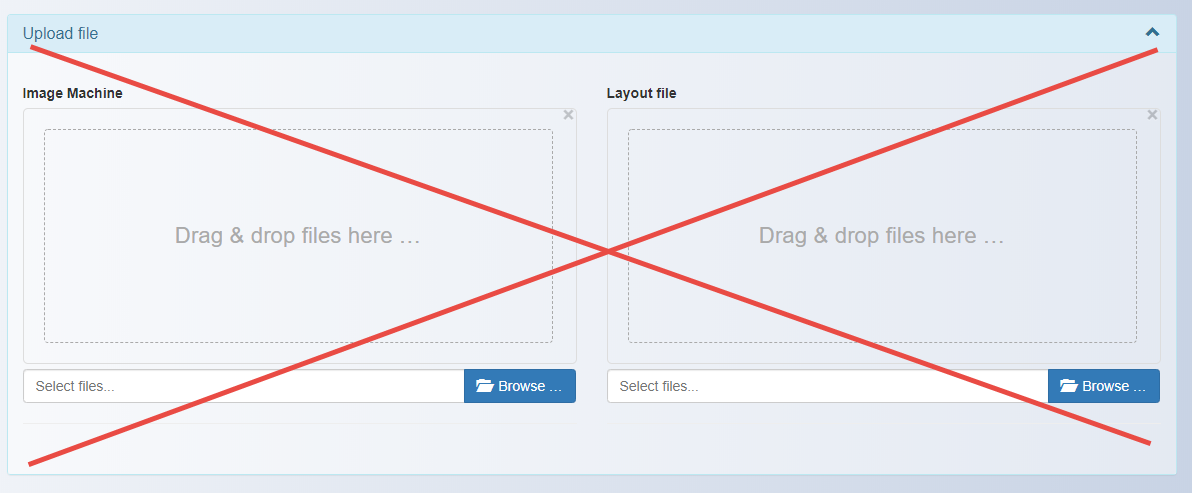 Upload file
Image Machine
Layout file
Drag & drop files here …
Drag & drop files here …
Select files...
Browse …
Select files...
Browse …